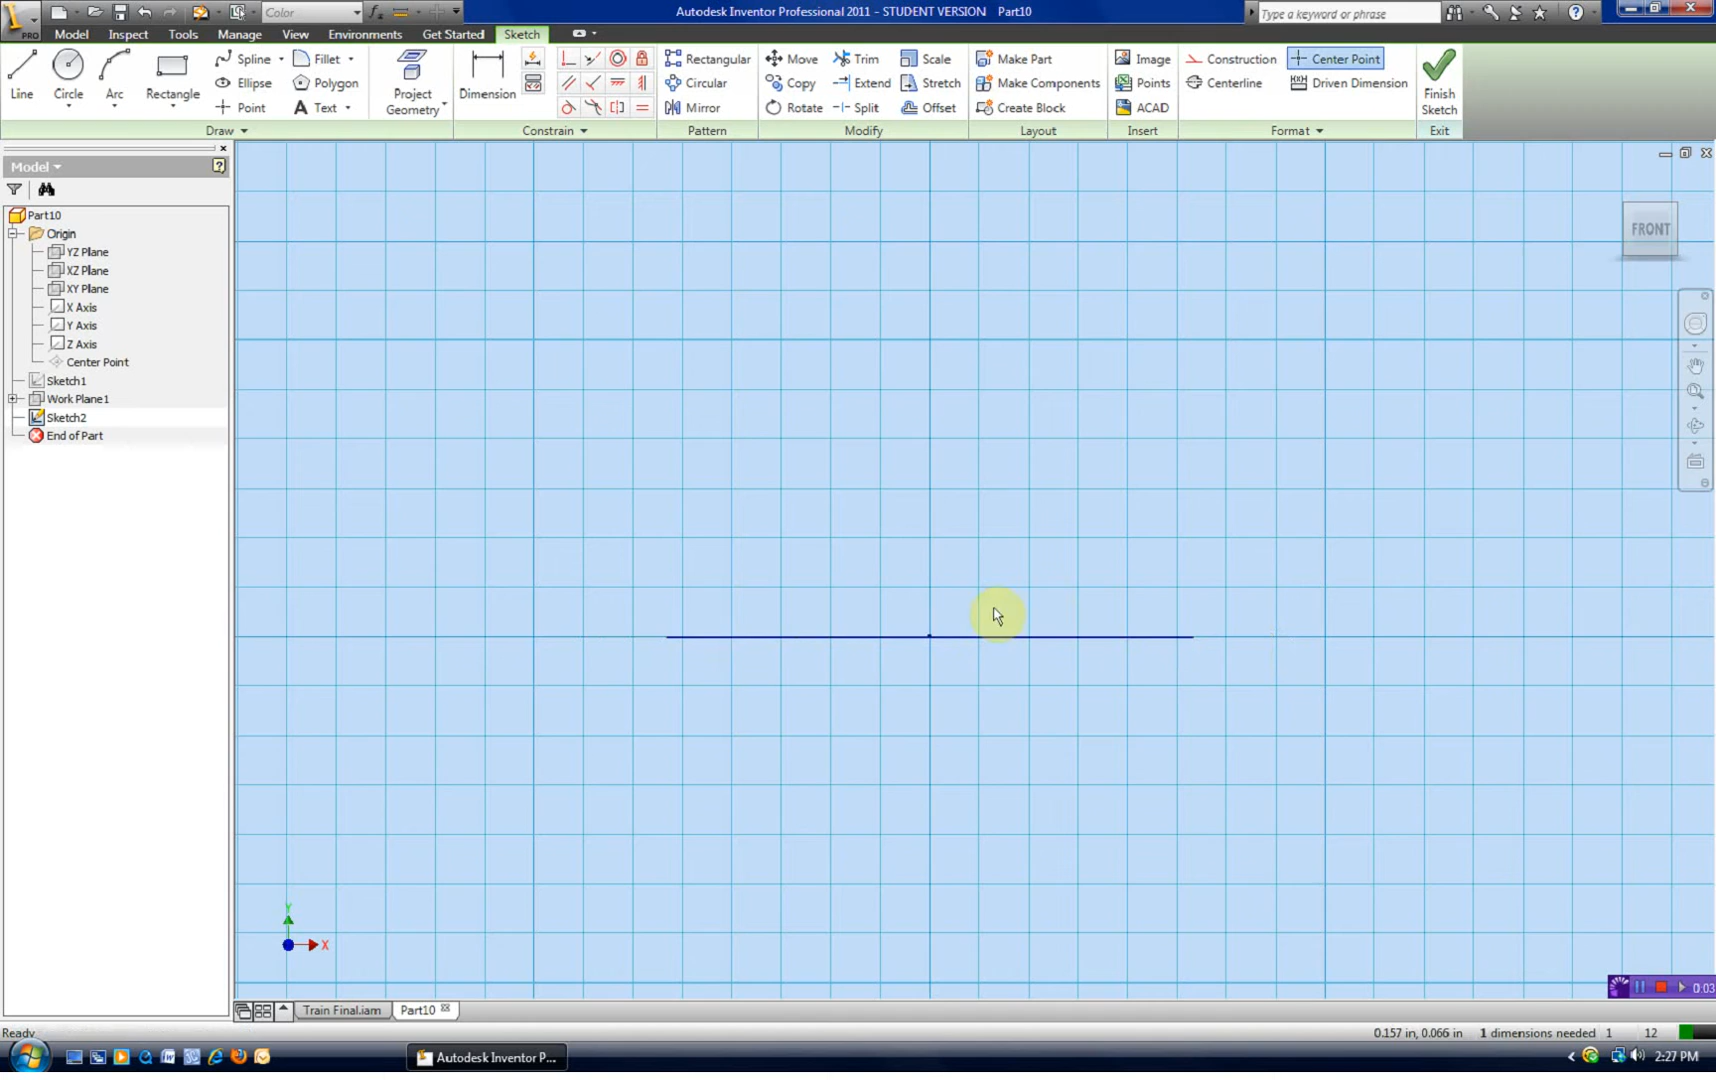 Color
Autodesk Inventor Professional 2011 – STUDENT VERSION Part10
Type a keyword or phrase
PRO
Model Inspect Tools Manage View Environments Get Started Sketch
Line
Circle
Arc
Rectangle
Spline
Ellipse
Point
Fillet
Polygon
Text
Project
Geometry
Draw
Dimension
Constrain
Rectangular
Circular
Mirror
Pattern
Move
Copy
Rotate
Trim
Extend
Split
Scale
Stretch
Offset
Modify
Make Part
Make Components
Create Block
Layout
Image
Points
ACAD
Insert
Construction
Centerline
Center Point
Driven Dimension
Format
Finish
Sketch
Exit
Model
Part10
Origin
YZ Plane
XZ Plane
XY Plane
X Axis
Y Axis
Z Axis
Center Point
Sketch1
Work Plane1
Sketch2
End of Part
FRONT
Y
X
0:03
Train Final.iam Part10
Ready
0.157 in, 0.066 in 1 dimensions needed 1 12
Autodesk Inventor P...
2:27 PM